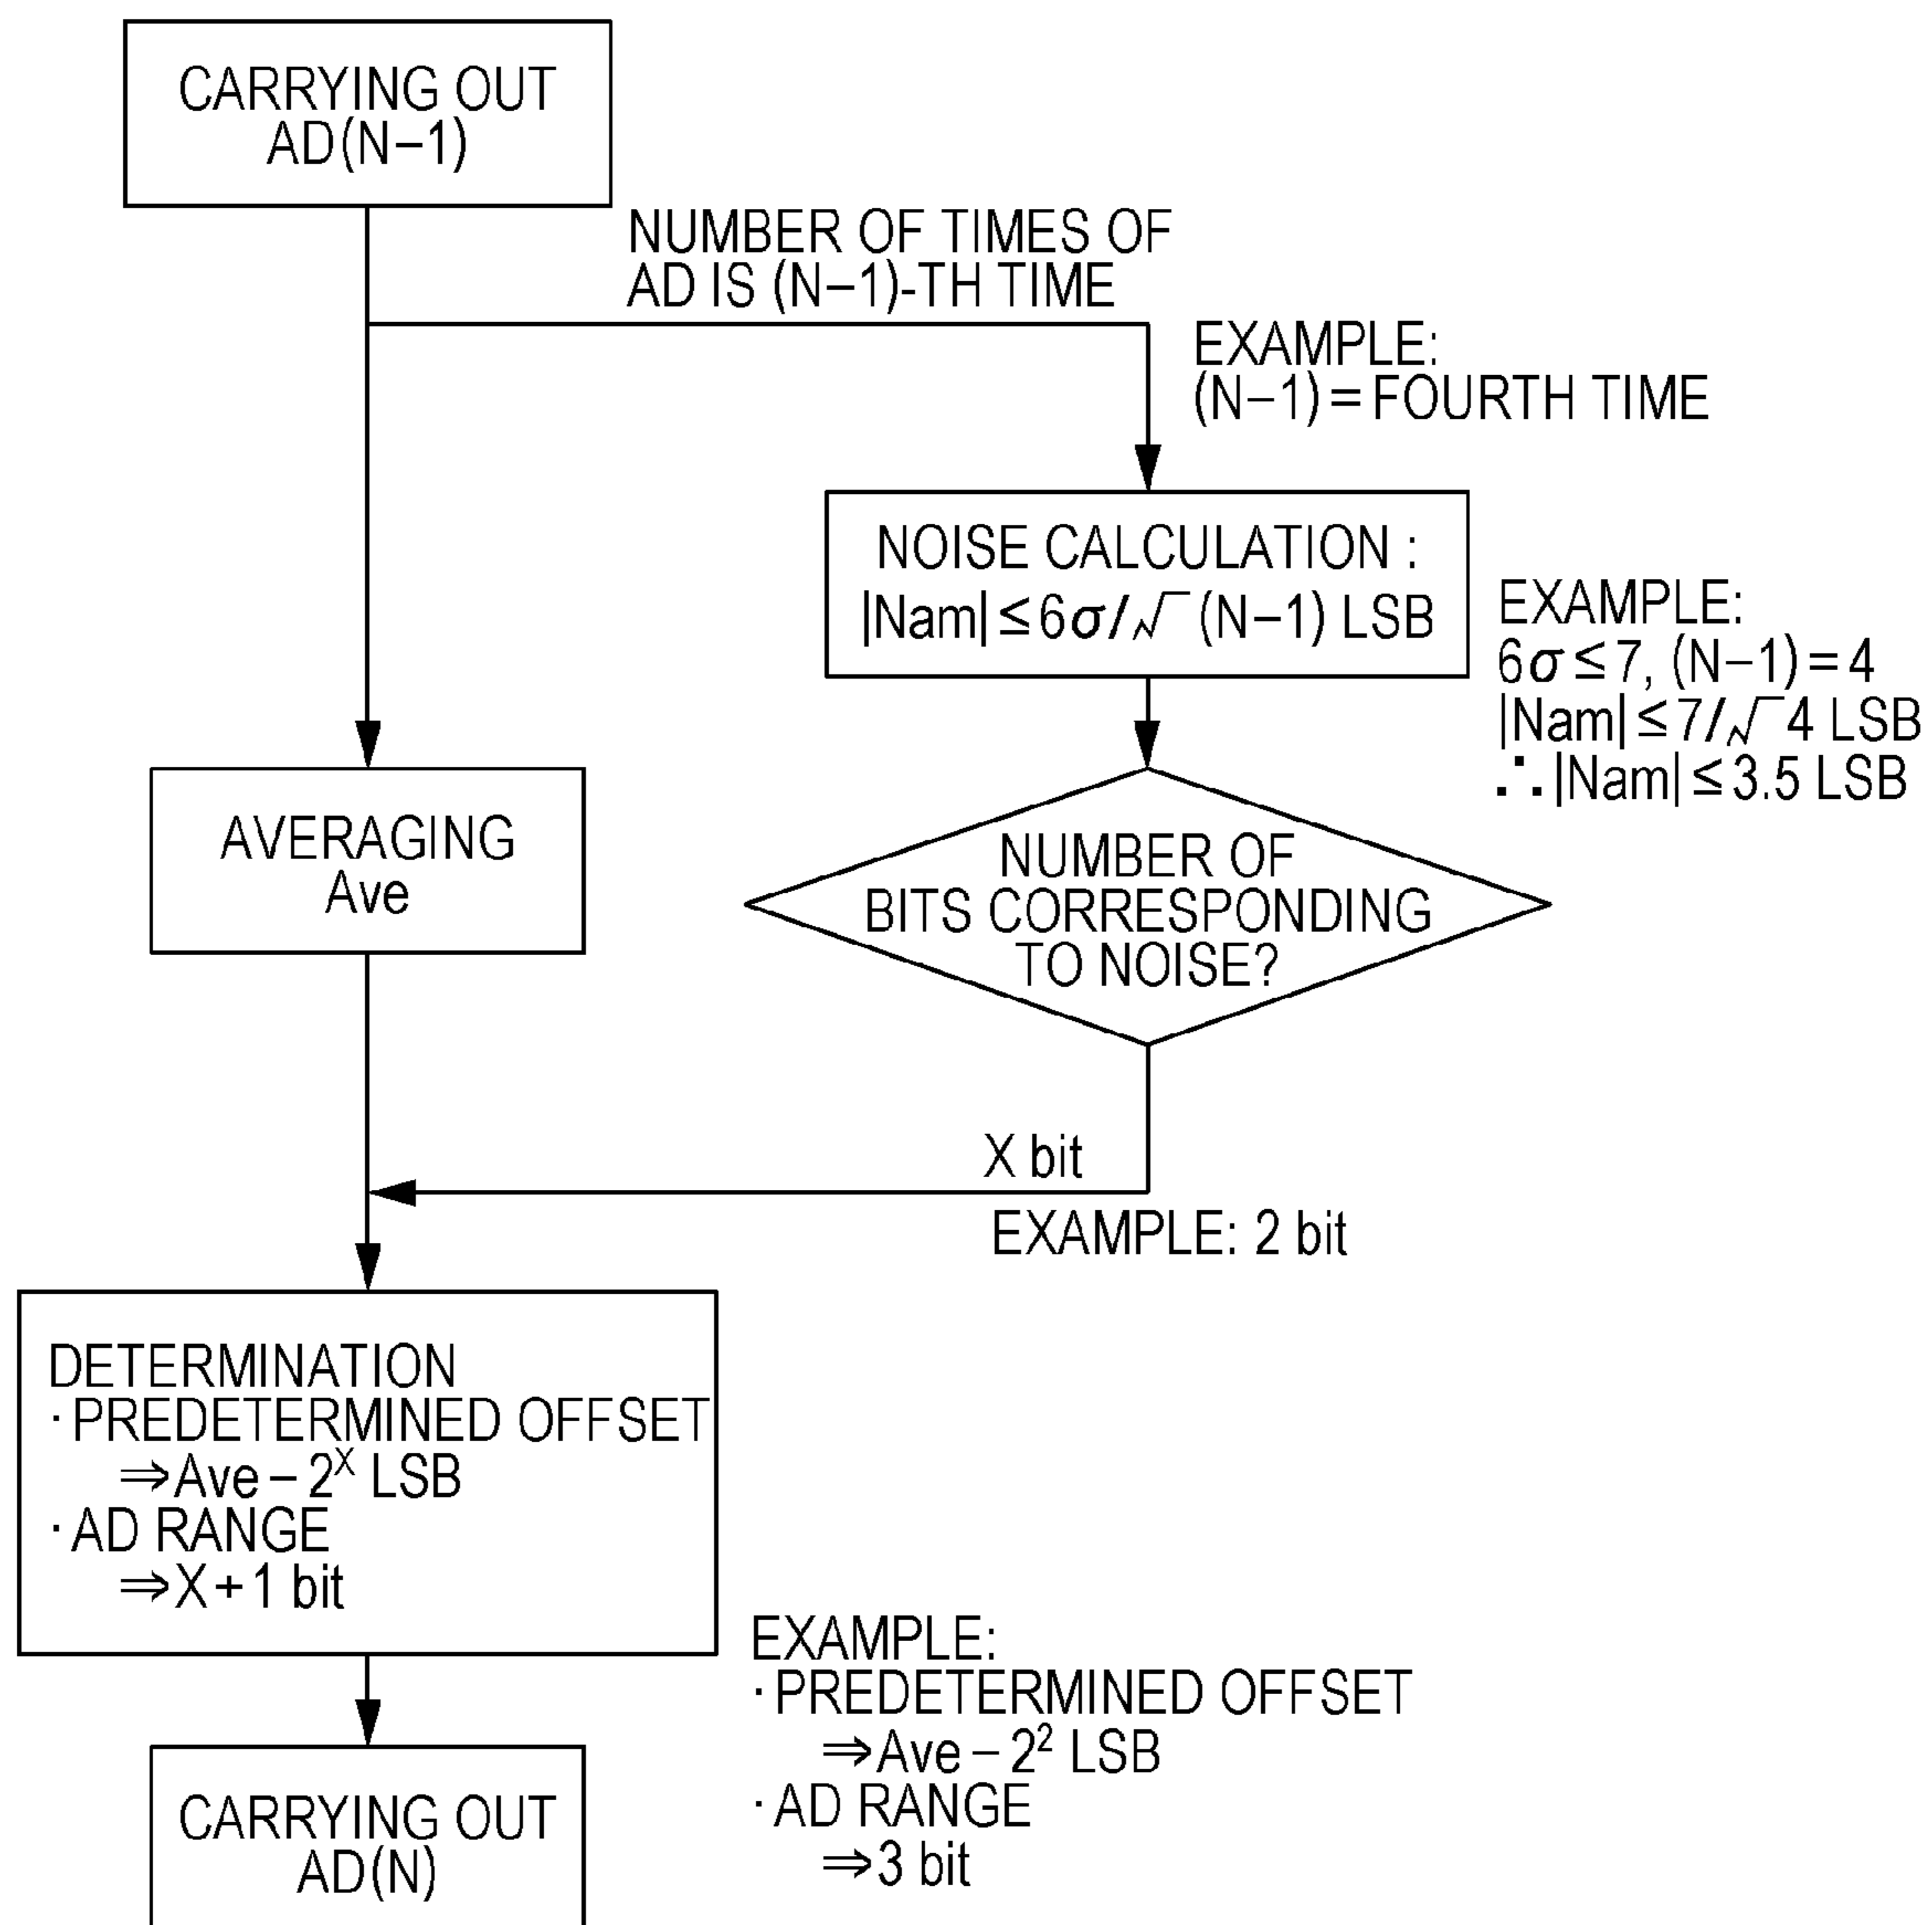 CARRYING OUT
AD(N−1)
NUMBER OF TIMES OF
AD IS (N−1)-TH TIME
EXAMPLE:
(N−1)=FOURTH TIME
NOISE CALCULATION :
|Nam|≤6σ/√ (N−1) LSB
EXAMPLE:
6σ≤7, (N−1)=4
|Nam|≤7/√4 LSB
∴|Nam|≤3.5 LSB
AVERAGING
Ave
NUMBER OF
BITS CORRESPONDING
TO NOISE?
X bit
EXAMPLE: 2 bit
DETERMINATION
·PREDETERMINED OFFSET
⇒Ave−2ˣ LSB
·AD RANGE
⇒X+1 bit
EXAMPLE:
·PREDETERMINED OFFSET
⇒Ave−2² LSB
·AD RANGE
⇒3 bit
CARRYING OUT
AD(N)